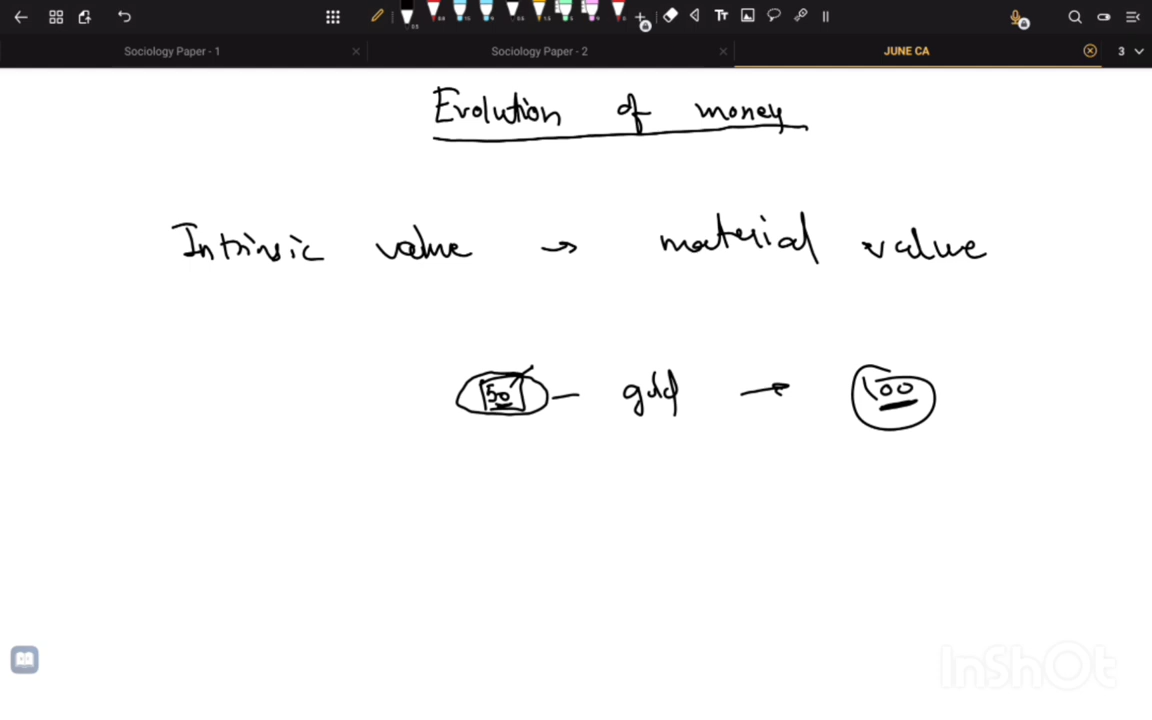 Sociology Paper - 1
Sociology Paper - 2
JUNE CA
3
Evolution of money
Intrinsic value → material value
50 — gold → 100
InShOt